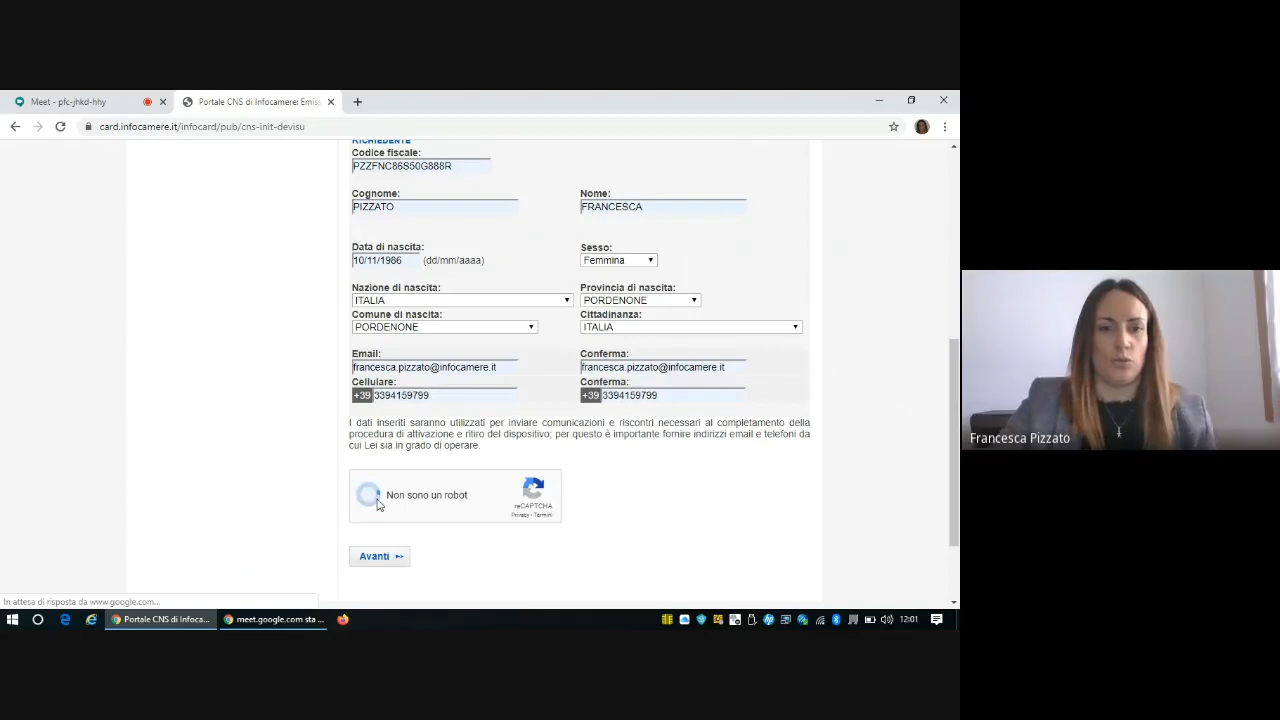 Meet - pfc-jhkd-hhy
Portale CNS di Infocamere: Emis
card.infocamere.it/infocard/pub/cns-init-devisu
RICHIEDENTE
Codice fiscale:
PZZFNC86S50G888R
Cognome: Nome:
PIZZATO FRANCESCA
Data di nascita: Sesso:
10/11/1986 (dd/mm/aaaa) Femmina
Nazione di nascita: Provincia di nascita:
ITALIA PORDENONE
Comune di nascita: Cittadinanza:
PORDENONE ITALIA
Email: Conferma:
francesca.pizzato@infocamere.it francesca.pizzato@infocamere.it
Cellulare: Conferma:
+39 3394159799 +39 3394159799
I dati inseriti saranno utilizzati per inviare comunicazioni e riscontri necessari al completamento della
procedura di attivazione e ritiro del dispositivo; per questo è importante fornire indirizzi email e telefoni da
cui Lei sia in grado di operare.
Non sono un robot
reCAPTCHA
Privacy - Termini
Avanti
In attesa di risposta da www.google.com...
Portale CNS di Infoca... meet.google.com sta ... 12:01
Francesca Pizzato